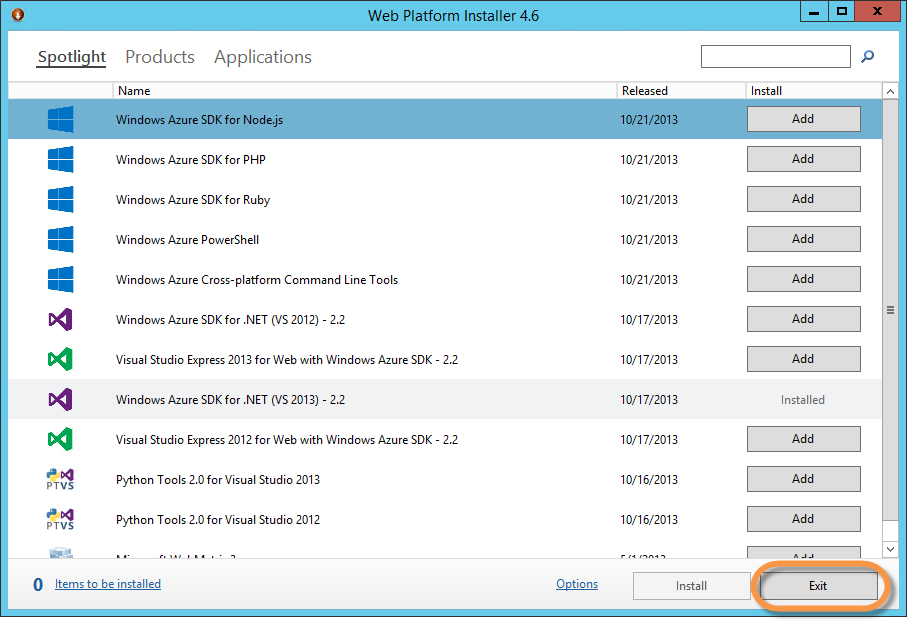 Web Platform Installer 4.6
Spotlight Products Applications
Name Released Install
Windows Azure SDK for Node.js 10/21/2013 Add
Windows Azure SDK for PHP 10/21/2013 Add
Windows Azure SDK for Ruby 10/21/2013 Add
Windows Azure PowerShell 10/21/2013 Add
Windows Azure Cross-platform Command Line Tools 10/21/2013 Add
Windows Azure SDK for .NET (VS 2012) - 2.2 10/17/2013 Add
Visual Studio Express 2013 for Web with Windows Azure SDK - 2.2 10/17/2013 Add
Windows Azure SDK for .NET (VS 2013) - 2.2 10/17/2013 Installed
Visual Studio Express 2012 for Web with Windows Azure SDK - 2.2 10/17/2013 Add
PTVS Python Tools 2.0 for Visual Studio 2013 10/16/2013 Add
PTVS Python Tools 2.0 for Visual Studio 2012 10/16/2013 Add
Microsoft WebMatrix 3 5/1/2013 Add
0 Items to be installed Options Install Exit